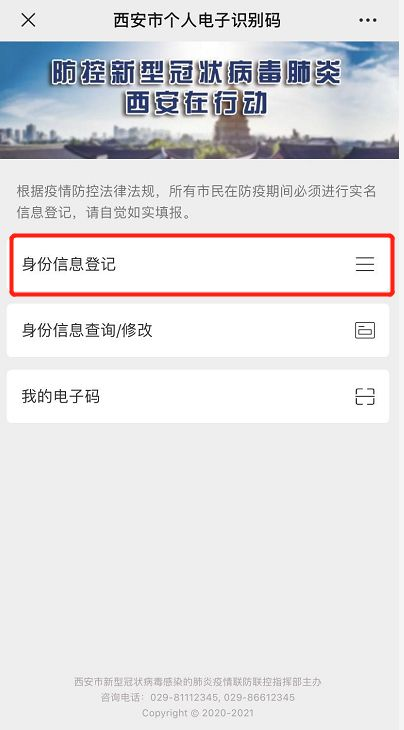 西安市个人电子识别码
防控新型冠状病毒肺炎
西安在行动
根据疫情防控法律法规，所有市民在防疫期间必须进行实名
信息登记，请自觉如实填报。
身份信息登记
身份信息查询/修改
我的电子码
西安市新型冠状病毒感染的肺炎疫情联防联控指挥部主办
咨询电话：029-81112345, 029-86612345
Copyright © 2020-2021